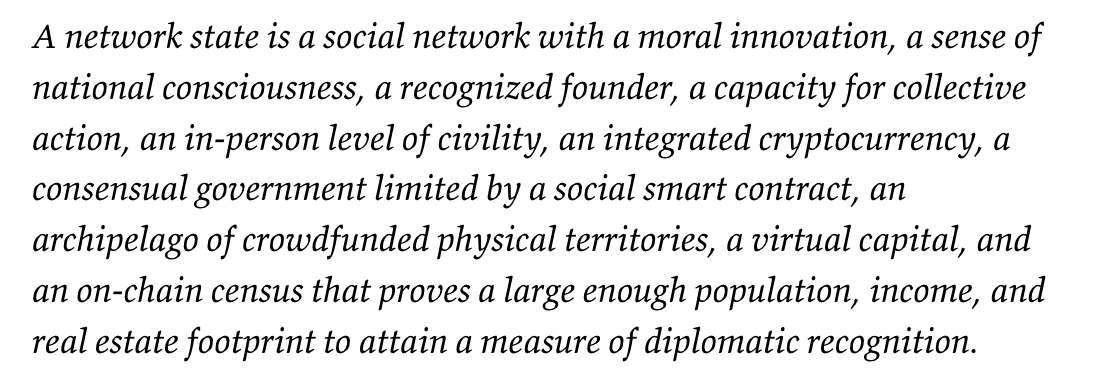 A network state is a social network with a moral innovation, a sense of
national consciousness, a recognized founder, a capacity for collective
action, an in-person level of civility, an integrated cryptocurrency, a
consensual government limited by a social smart contract, an
archipelago of crowdfunded physical territories, a virtual capital, and
an on-chain census that proves a large enough population, income, and
real estate footprint to attain a measure of diplomatic recognition.